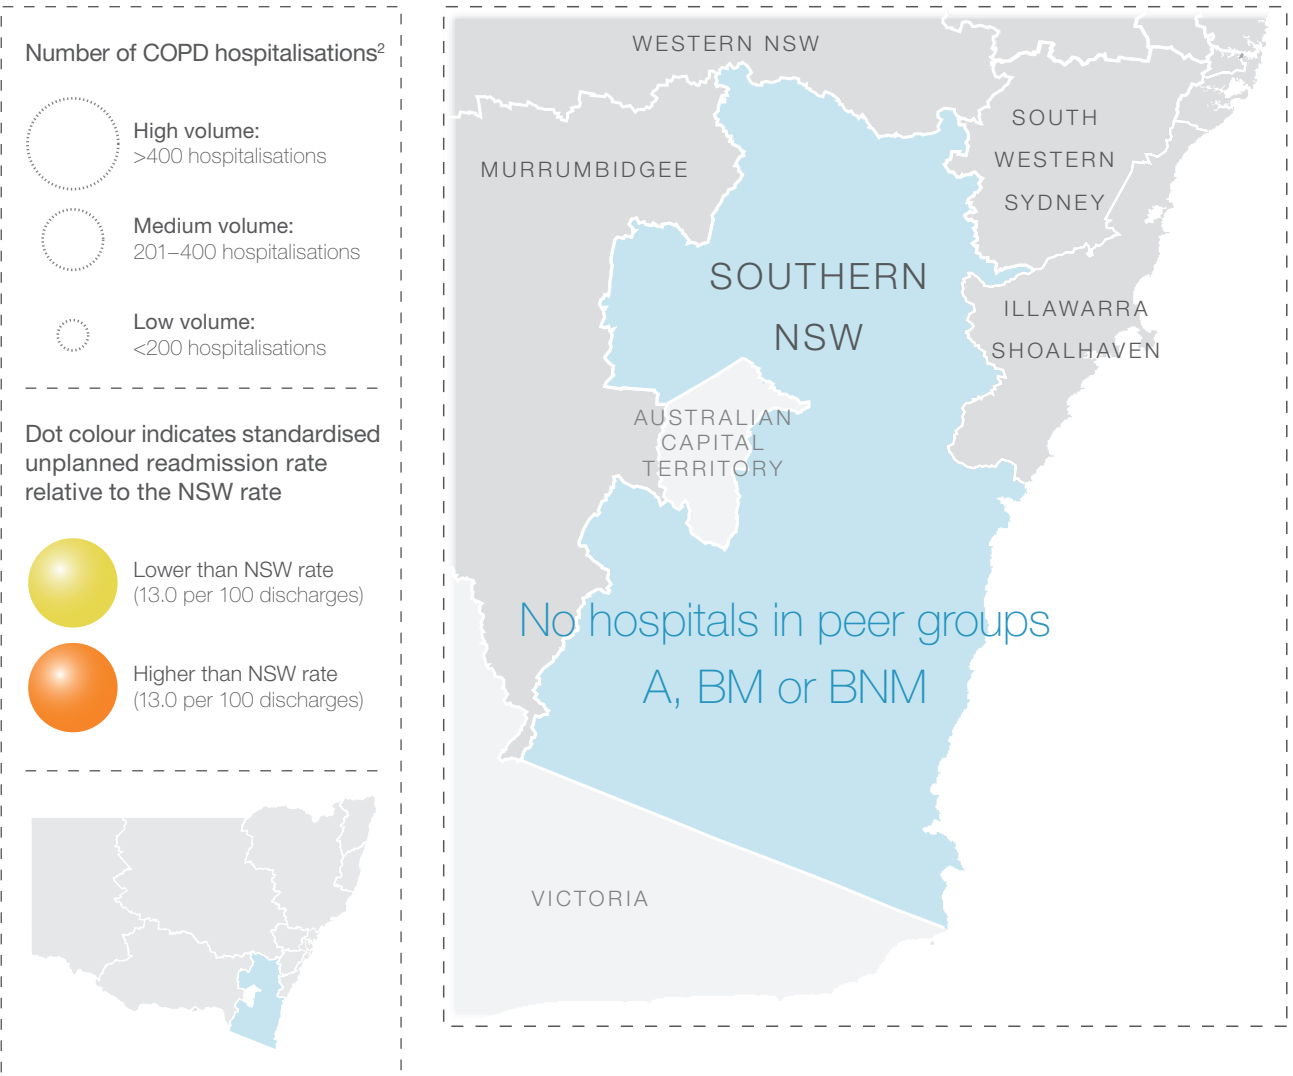 Number of COPD hospitalisations²
High volume:
>400 hospitalisations
Medium volume:
201–400 hospitalisations
Low volume:
<200 hospitalisations
Dot colour indicates standardised
unplanned readmission rate
relative to the NSW rate
Lower than NSW rate
(13.0 per 100 discharges)
Higher than NSW rate
(13.0 per 100 discharges)
WESTERN NSW
SOUTH
WESTERN
SYDNEY
MURRUMBIDGEE
SOUTHERN
NSW
ILLAWARRA
SHOALHAVEN
AUSTRALIAN
CAPITAL
TERRITORY
No hospitals in peer groups
A, BM or BNM
VICTORIA